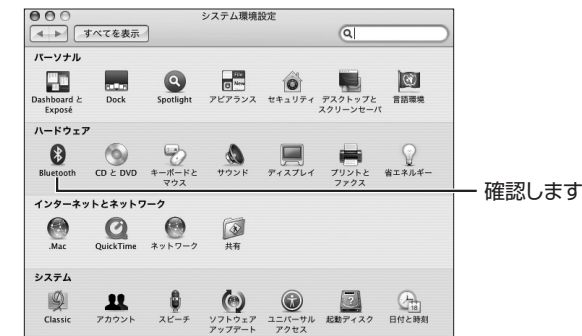 システム環境設定
すべてを表示
パーソナル
Dashboard と
Exposé
Dock
Spotlight
アピアランス
セキュリティ
デスクトップと
スクリーンセーバ
言語環境
ハードウェア
Bluetooth
CD と DVD
キーボードと
マウス
サウンド
ディスプレイ
プリントと
ファクス
省エネルギー
確認します
インターネットとネットワーク
.Mac
QuickTime
ネットワーク
共有
システム
Classic
アカウント
スピーチ
ソフトウェア
アップデート
ユニバーサル
アクセス
起動ディスク
日付と時刻